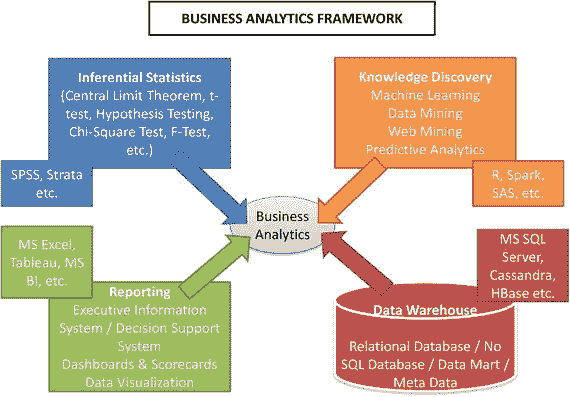 BUSINESS ANALYTICS FRAMEWORK
Inferential Statistics
(Central Limit Theorem, t-
test, Hypothesis Testing,
Chi-Square Test, F-Test,
etc.)
SPSS, Strata
etc.
Knowledge Discovery
Machine Learning
Data Mining
Web Mining
Predictive Analytics
R, Spark,
SAS, etc.
Business
Analytics
MS Excel,
Tableau, MS
BI, etc.
Reporting
Executive Information
System / Decision Support
System
Dashboards & Scorecards
Data Visualization
MS SQL
Server,
Cassandra,
HBase etc.
Data Warehouse
Relational Database / No
SQL Database / Data Mart /
Meta Data